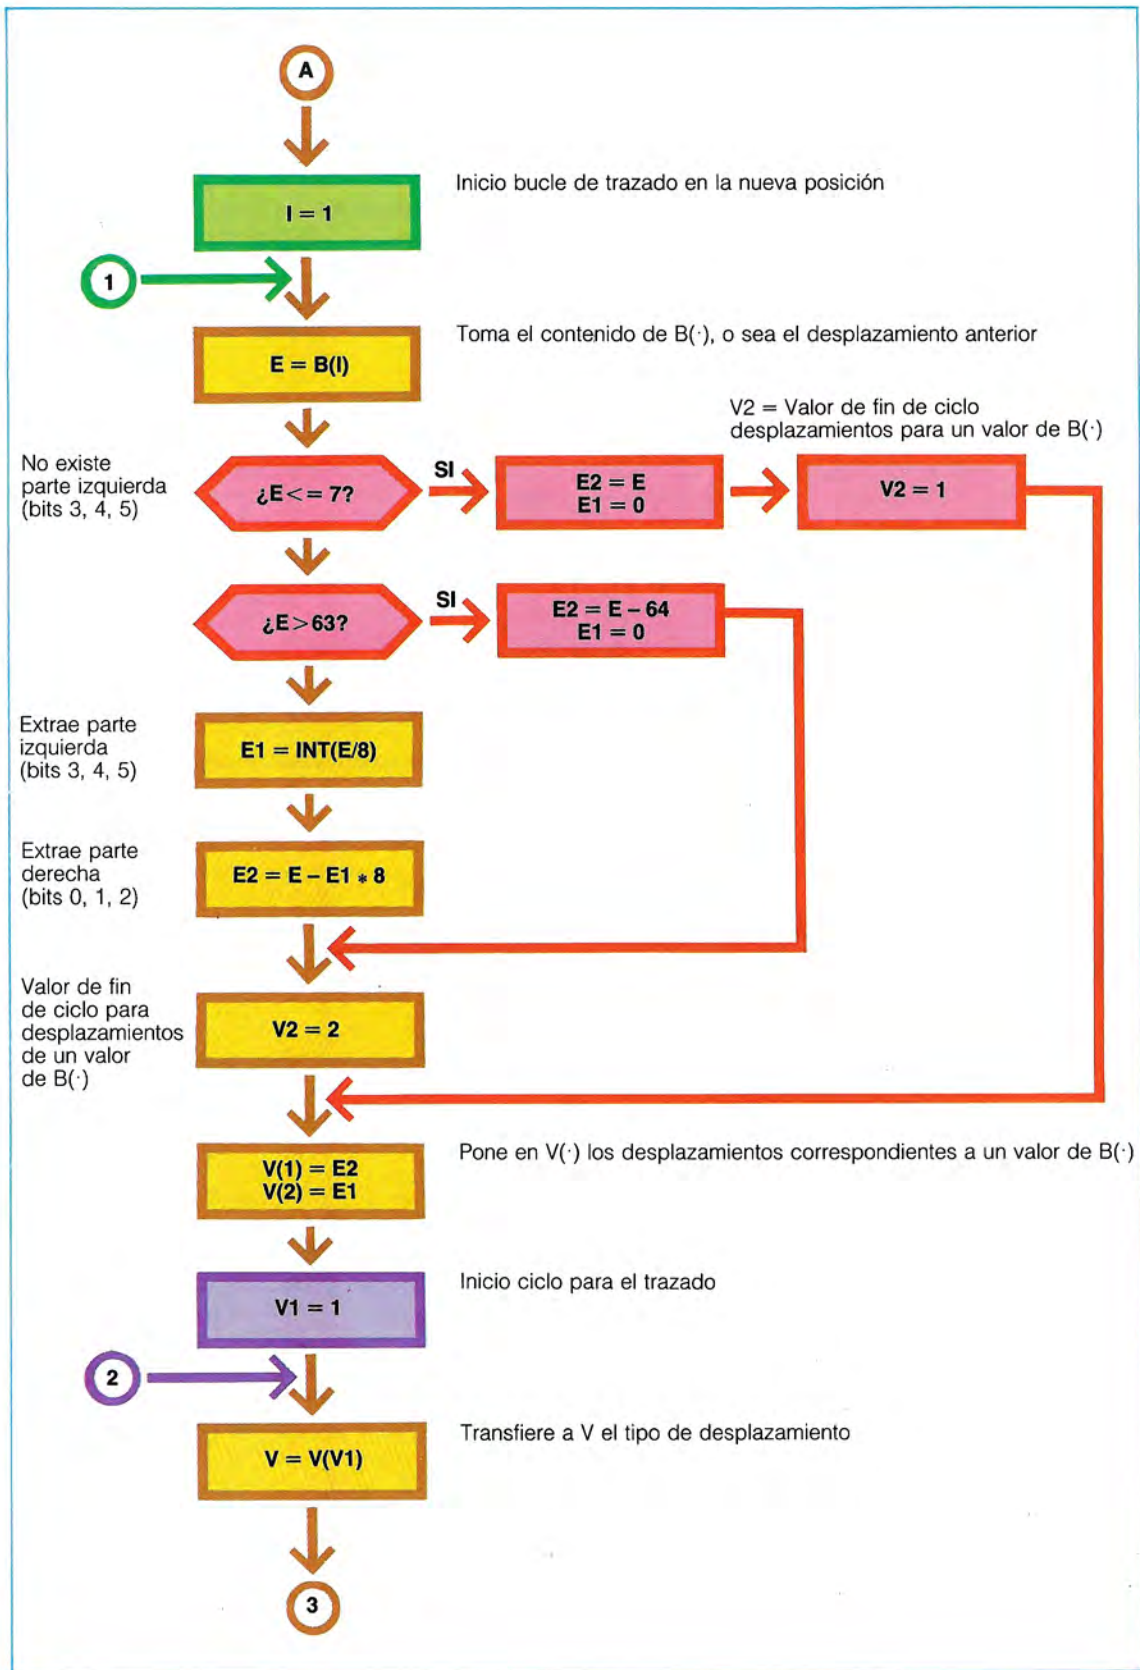 A
I = 1
Inicio bucle de trazado en la nueva posición
1
E = B(I)
Toma el contenido de B(·), o sea el desplazamiento anterior
V2 = Valor de fin de ciclo
desplazamientos para un valor de B(·)
No existe
parte izquierda
(bits 3, 4, 5)
¿E<= 7?
SI
E2 = E
E1 = 0
V2 = 1
¿E>63?
SI
E2 = E – 64
E1 = 0
Extrae parte
izquierda
(bits 3, 4, 5)
E1 = INT(E/8)
Extrae parte
derecha
(bits 0, 1, 2)
E2 = E – E1 * 8
Valor de fin
de ciclo para
desplazamientos
de un valor
de B(·)
V2 = 2
V(1) = E2
V(2) = E1
Pone en V(·) los desplazamientos correspondientes a un valor de B(·)
V1 = 1
Inicio ciclo para el trazado
2
V = V(V1)
Transfiere a V el tipo de desplazamiento
3